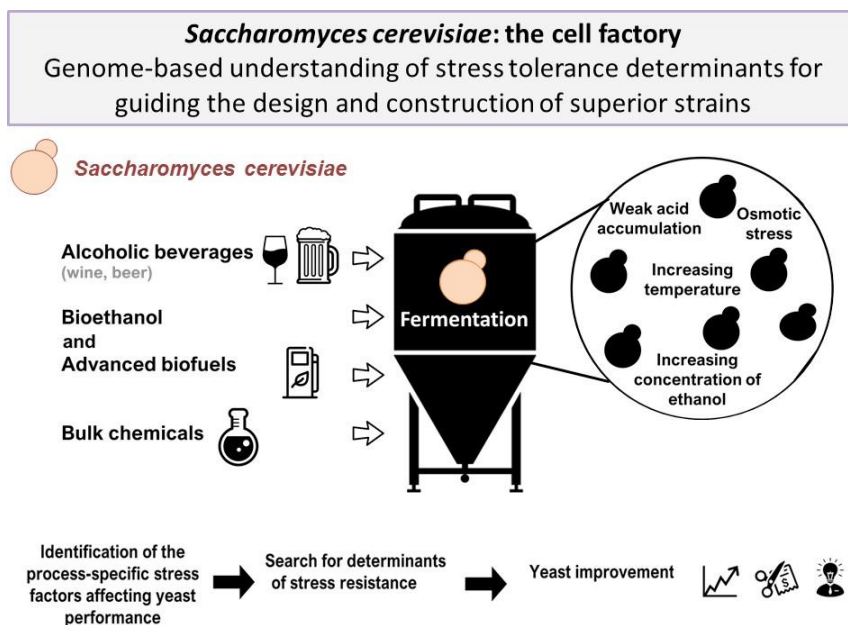 Saccharomyces cerevisiae: the cell factory
Genome-based understanding of stress tolerance determinants for
guiding the design and construction of superior strains
Saccharomyces cerevisiae
Alcoholic beverages
(wine, beer)
Bioethanol
and
Advanced biofuels
Bulk chemicals
Fermentation
Weak acid
accumulation
Osmotic
stress
Increasing
temperature
Increasing
concentration of
ethanol
Identification of the
process-specific stress
factors affecting yeast
performance
Search for determinants
of stress resistance
Yeast improvement
$